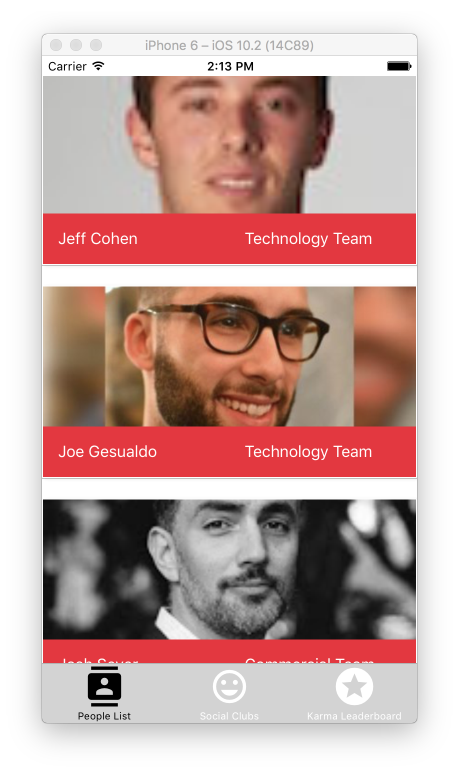 iPhone 6 – iOS 10.2 (14C89)
Carrier 2:13 PM
Jeff Cohen Technology Team
Joe Gesualdo Technology Team
Commercial Team
People List Social Clubs Karma Leaderboard